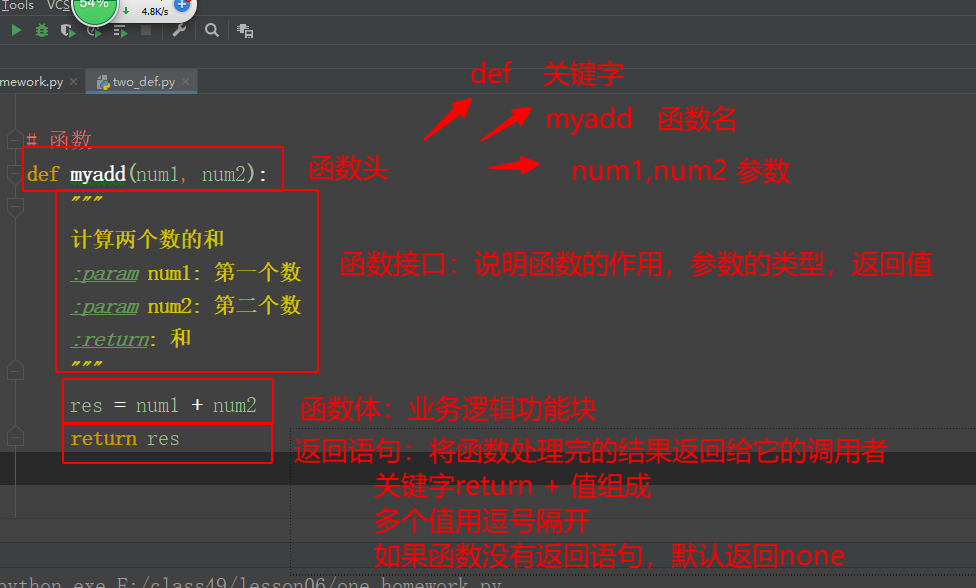 Tools VCS
54%
4.8K/s
mework.py
two_def.py
def 关键字
myadd 函数名
num1,num2 参数
# 函数
def myadd(num1, num2):
函数头
"""
计算两个数的和
:param num1: 第一个数
:param num2: 第二个数
:return: 和
"""
函数接口：说明函数的作用，参数的类型，返回值
res = num1 + num2
函数体：业务逻辑功能块
return res
返回语句：将函数处理完的结果返回给它的调用者
关键字return + 值组成
多个值用逗号隔开
如果函数没有返回语句，默认返回none
python.exe E:/class49/lesson06/one_homework.py